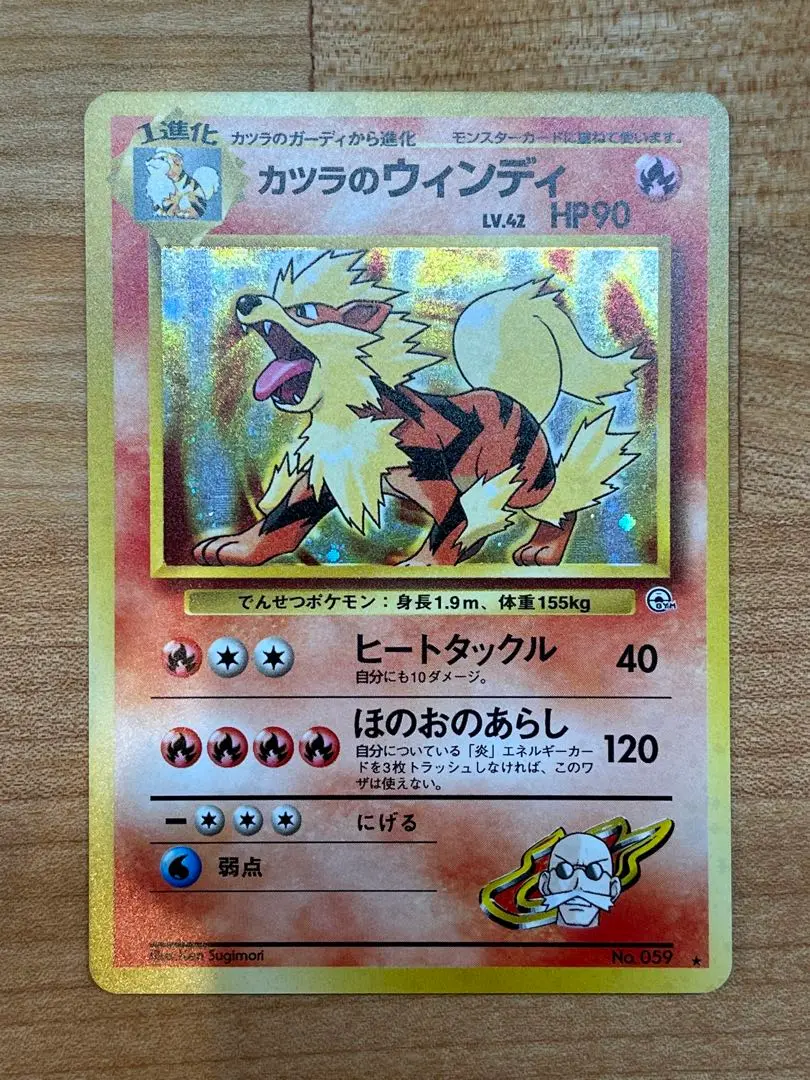 1進化
カツラのガーディから進化
モンスターカードに重ねて使います。
カツラのウィンディ
LV.42 HP90
でんせつポケモン：身長1.9m、体重155kg
GYM
ヒートタックル 40
自分にも10ダメージ。
ほのおのあらし 120
自分についている「炎」エネルギーカー
ドを3枚トラッシュしなければ、このワ
ザは使えない。
にげる
弱点
Illus. Ken Sugimori
No. 059 ★